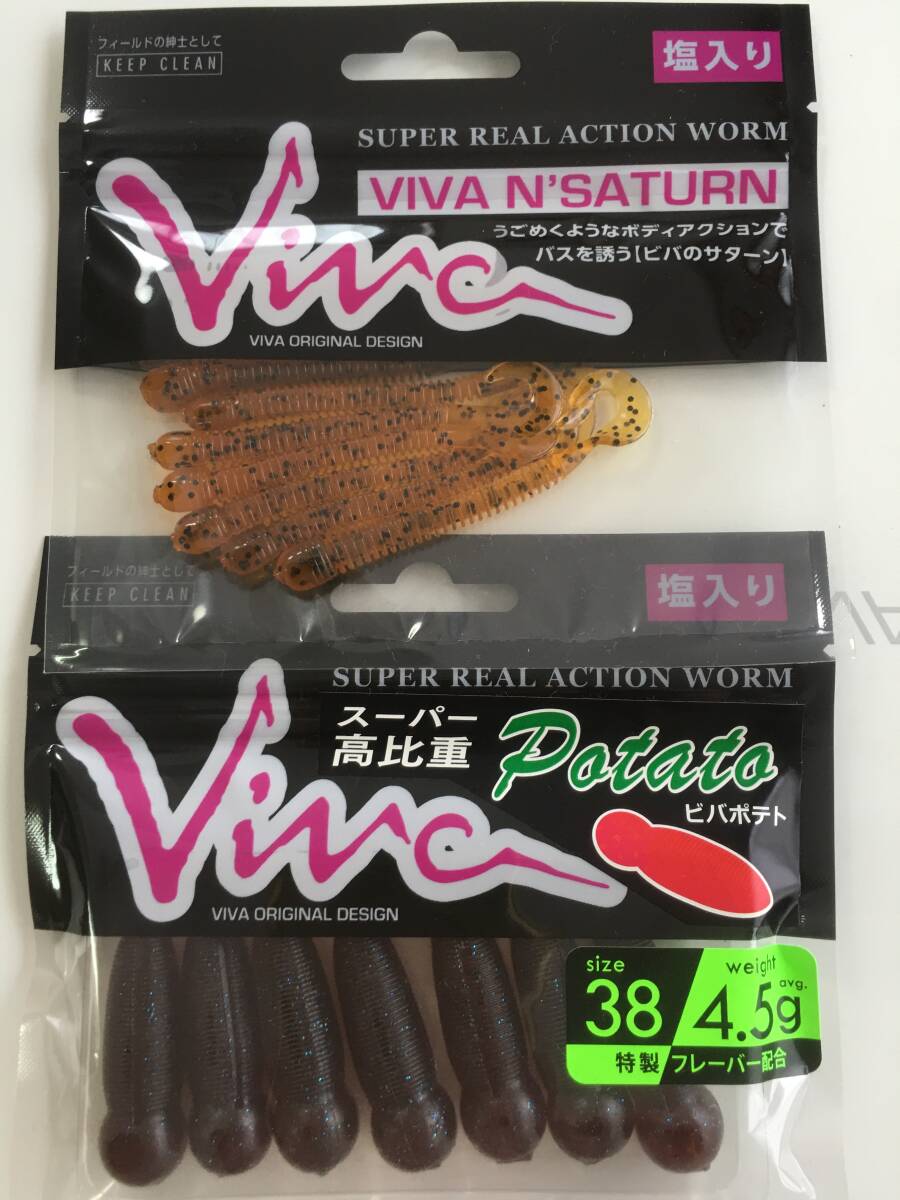 フィールドの紳士として
KEEP CLEAN
塩入り
SUPER REAL ACTION WORM
VIVA N'SATURN
うごめくようなボディアクションで
バスを誘う【ビバのサターン】
Viva
VIVA ORIGINAL DESIGN
フィールドの紳士として
KEEP CLEAN
塩入り
SUPER REAL ACTION WORM
スーパー
高比重
Potato
ビバポテト
Viva
VIVA ORIGINAL DESIGN
size
38
weight
avg.
4.5g
特製 フレーバー配合